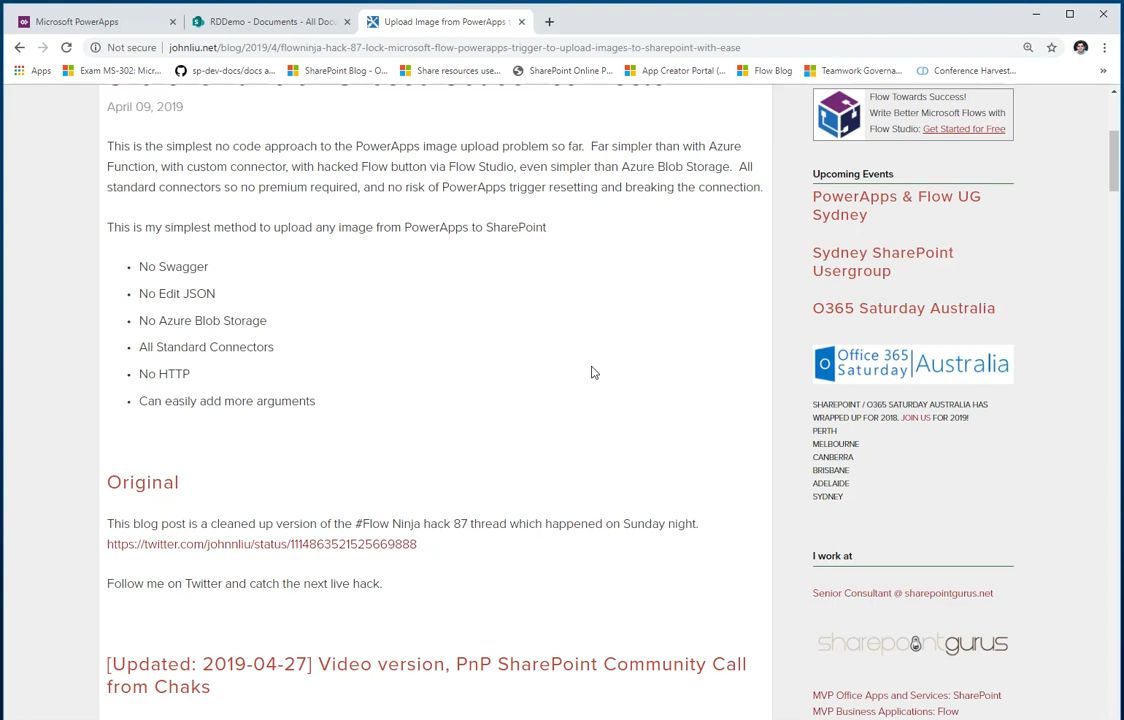 Microsoft PowerApps
RDDemo - Documents - All Doc
Upload Image from PowerApps
Not secure
johnliu.net/blog/2019/4/flowninja-hack-87-lock-microsoft-flow-powerapps-trigger-to-upload-images-to-sharepoint-with-ease
Apps
Exam MS-302: Micr...
sp-dev-docs/docs a...
SharePoint Blog - O...
Share resources use...
SharePoint Online P...
App Creator Portal (...
Flow Blog
Teamwork Governa...
Conference Harvest...
»
April 09, 2019
This is the simplest no code approach to the PowerApps image upload problem so far. Far simpler than with Azure
Function, with custom connector, with hacked Flow button via Flow Studio, even simpler than Azure Blob Storage. All
standard connectors so no premium required, and no risk of PowerApps trigger resetting and breaking the connection.
This is my simplest method to upload any image from PowerApps to SharePoint
• No Swagger
• No Edit JSON
• No Azure Blob Storage
• All Standard Connectors
• No HTTP
• Can easily add more arguments
Original
This blog post is a cleaned up version of the #Flow Ninja hack 87 thread which happened on Sunday night.
https://twitter.com/johnnliu/status/1114863521525669888
Follow me on Twitter and catch the next live hack.
[Updated: 2019-04-27] Video version, PnP SharePoint Community Call
from Chaks
Flow Towards Success!
Write Better Microsoft Flows with
Flow Studio: Get Started for Free
Upcoming Events
PowerApps & Flow UG
Sydney
Sydney SharePoint
Usergroup
O365 Saturday Australia
Office 365
Saturday
Australia
SHAREPOINT / O365 SATURDAY AUSTRALIA HAS
WRAPPED UP FOR 2018. JOIN US FOR 2019!
PERTH
MELBOURNE
CANBERRA
BRISBANE
ADELAIDE
SYDNEY
I work at
Senior Consultant @ sharepointgurus.net
sharepointgurus
MVP Office Apps and Services: SharePoint
MVP Business Applications: Flow